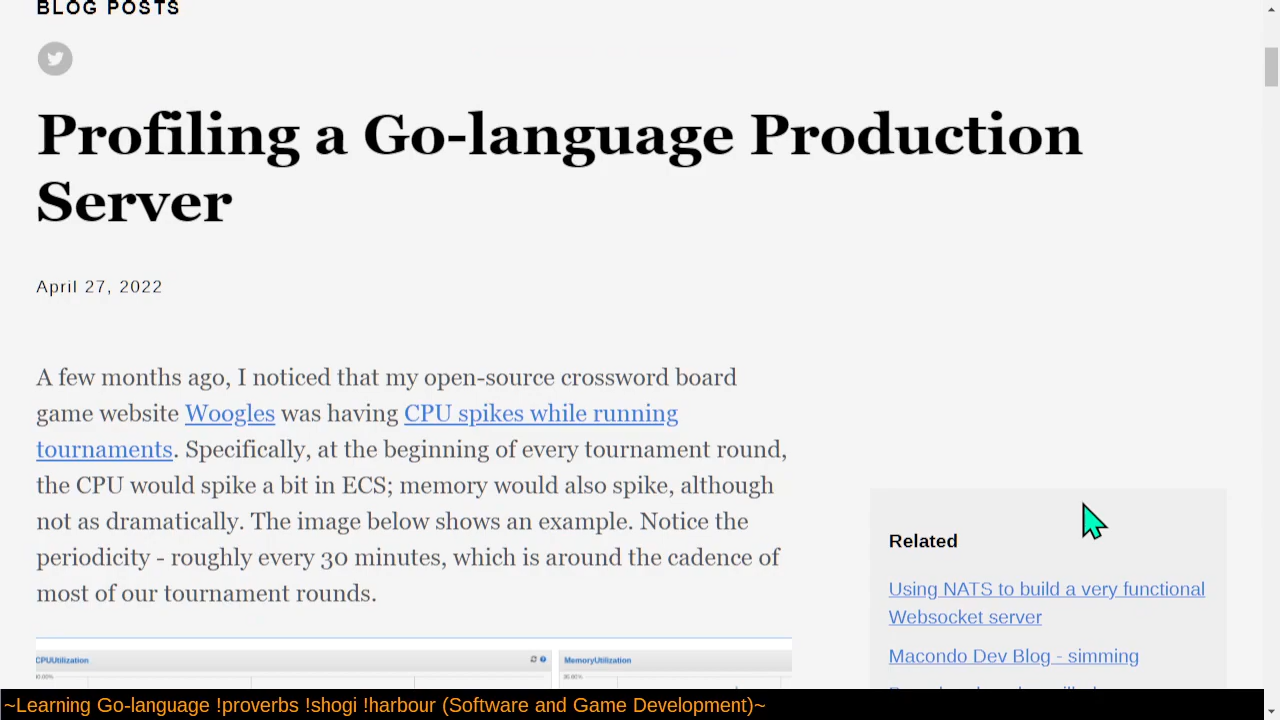 BLOG POSTS
Profiling a Go-language Production
Server
April 27, 2022
A few months ago, I noticed that my open-source crossword board
game website Woogles was having CPU spikes while running
tournaments. Specifically, at the beginning of every tournament round,
the CPU would spike a bit in ECS; memory would also spike, although
not as dramatically. The image below shows an example. Notice the
periodicity - roughly every 30 minutes, which is around the cadence of
most of our tournament rounds.
Related
Using NATS to build a very functional
Websocket server
Macondo Dev Blog - simming
CPUUtilization
MemoryUtilization
~Learning Go-language !proverbs !shogi !harbour (Software and Game Development)~